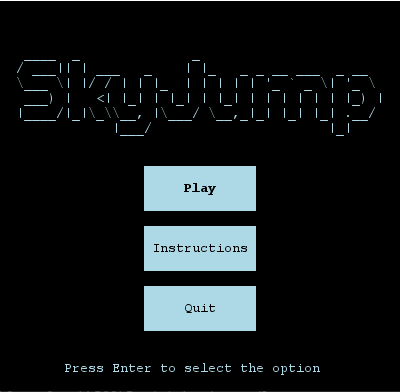 SkyJump
Play
Instructions
Quit
Press Enter to select the option